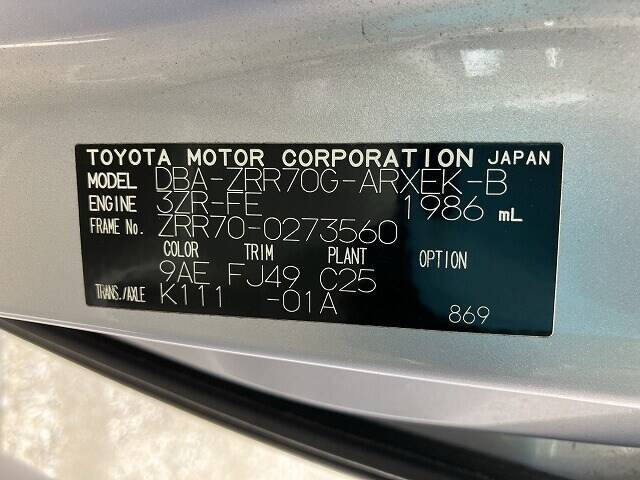 TOYOTA MOTOR CORPORATION JAPAN
MODEL DBA-ZRR70G-ARXEK-B
ENGINE 3ZR-FE 1986 mL
FRAME No. ZRR70-0273560
COLOR TRIM PLANT OPTION
9AE FJ49 C25
TRANS./AXLE K111 -01A
869